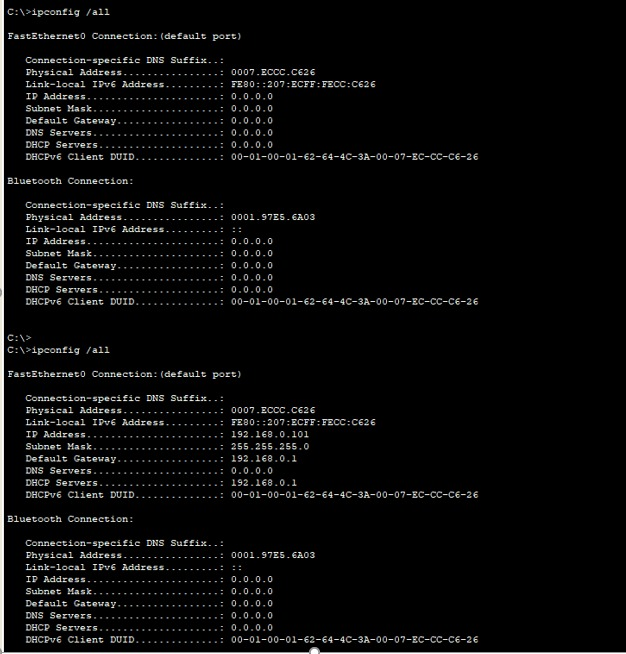 C:\>ipconfig /all
FastEthernet0 Connection:(default port)
Connection-specific DNS Suffix..:
Physical Address................: 0007.ECCC.C626
Link-local IPv6 Address.........: FE80::207:ECFF:FECC:C626
IP Address......................: 0.0.0.0
Subnet Mask.....................: 0.0.0.0
Default Gateway.................: 0.0.0.0
DNS Servers.....................: 0.0.0.0
DHCP Servers....................: 0.0.0.0
DHCPv6 Client DUID..............: 00-01-00-01-62-64-4C-3A-00-07-EC-CC-C6-26
Bluetooth Connection:
Connection-specific DNS Suffix..:
Physical Address................: 0001.97E5.6A03
Link-local IPv6 Address.........: ::
IP Address......................: 0.0.0.0
Subnet Mask.....................: 0.0.0.0
Default Gateway.................: 0.0.0.0
DNS Servers.....................: 0.0.0.0
DHCP Servers....................: 0.0.0.0
DHCPv6 Client DUID..............: 00-01-00-01-62-64-4C-3A-00-07-EC-CC-C6-26
C:\>
C:\>ipconfig /all
FastEthernet0 Connection:(default port)
Connection-specific DNS Suffix..:
Physical Address................: 0007.ECCC.C626
Link-local IPv6 Address.........: FE80::207:ECFF:FECC:C626
IP Address......................: 192.168.0.101
Subnet Mask.....................: 255.255.255.0
Default Gateway.................: 192.168.0.1
DNS Servers.....................: 0.0.0.0
DHCP Servers....................: 192.168.0.1
DHCPv6 Client DUID..............: 00-01-00-01-62-64-4C-3A-00-07-EC-CC-C6-26
Bluetooth Connection:
Connection-specific DNS Suffix..:
Physical Address................: 0001.97E5.6A03
Link-local IPv6 Address.........: ::
IP Address......................: 0.0.0.0
Subnet Mask.....................: 0.0.0.0
Default Gateway.................: 0.0.0.0
DNS Servers.....................: 0.0.0.0
DHCP Servers....................: 0.0.0.0
DHCPv6 Client DUID..............: 00-01-00-01-62-64-4C-3A-00-07-EC-CC-C6-26